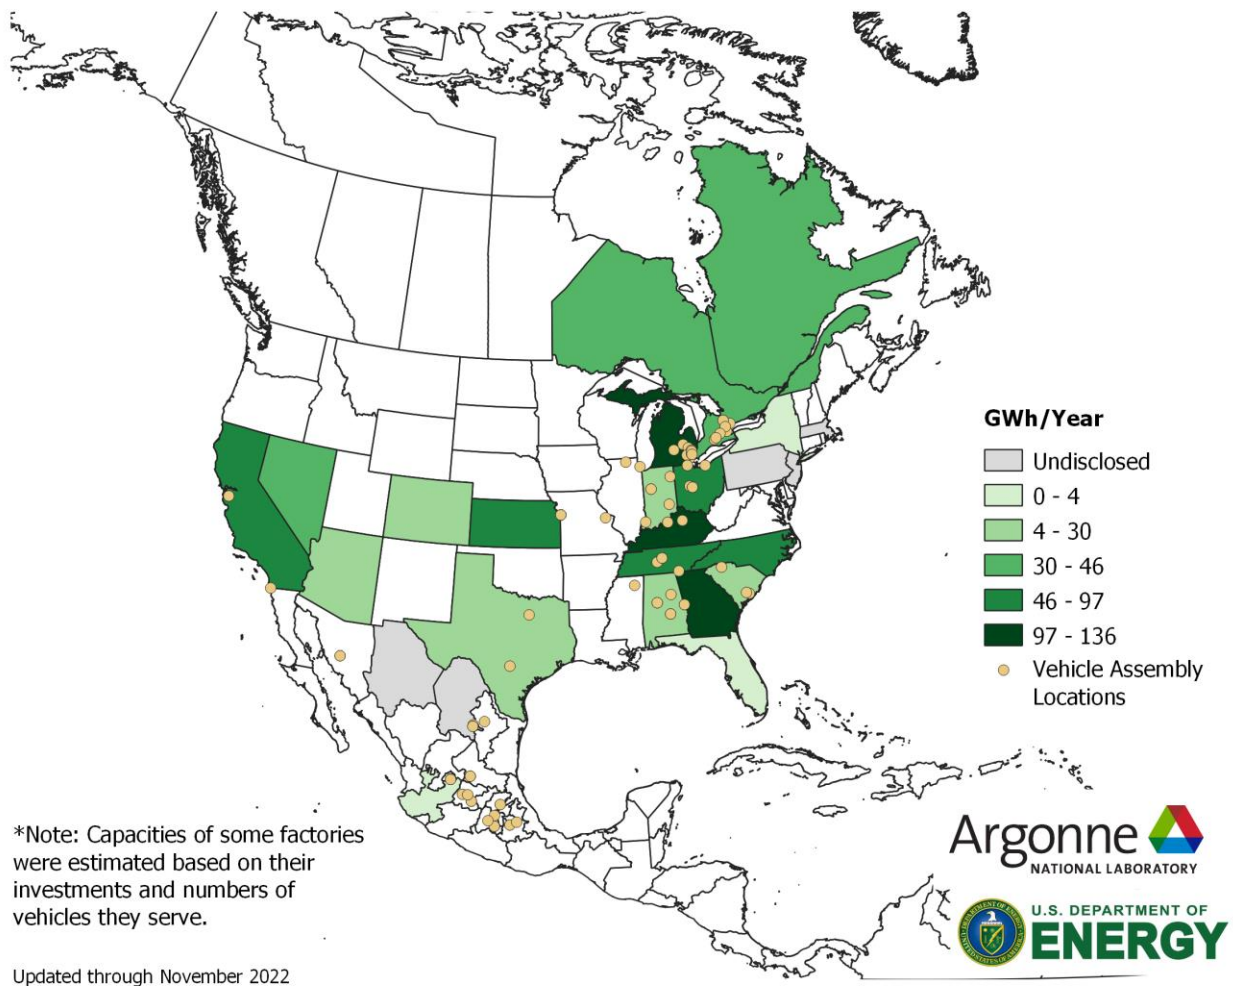 GWh/Year
Undisclosed
0 - 4
4 - 30
30 - 46
46 - 97
97 - 136
Vehicle Assembly
Locations
*Note: Capacities of some factories
were estimated based on their
investments and numbers of
vehicles they serve.
Updated through November 2022
Argonne
NATIONAL LABORATORY
U.S. DEPARTMENT OF
ENERGY